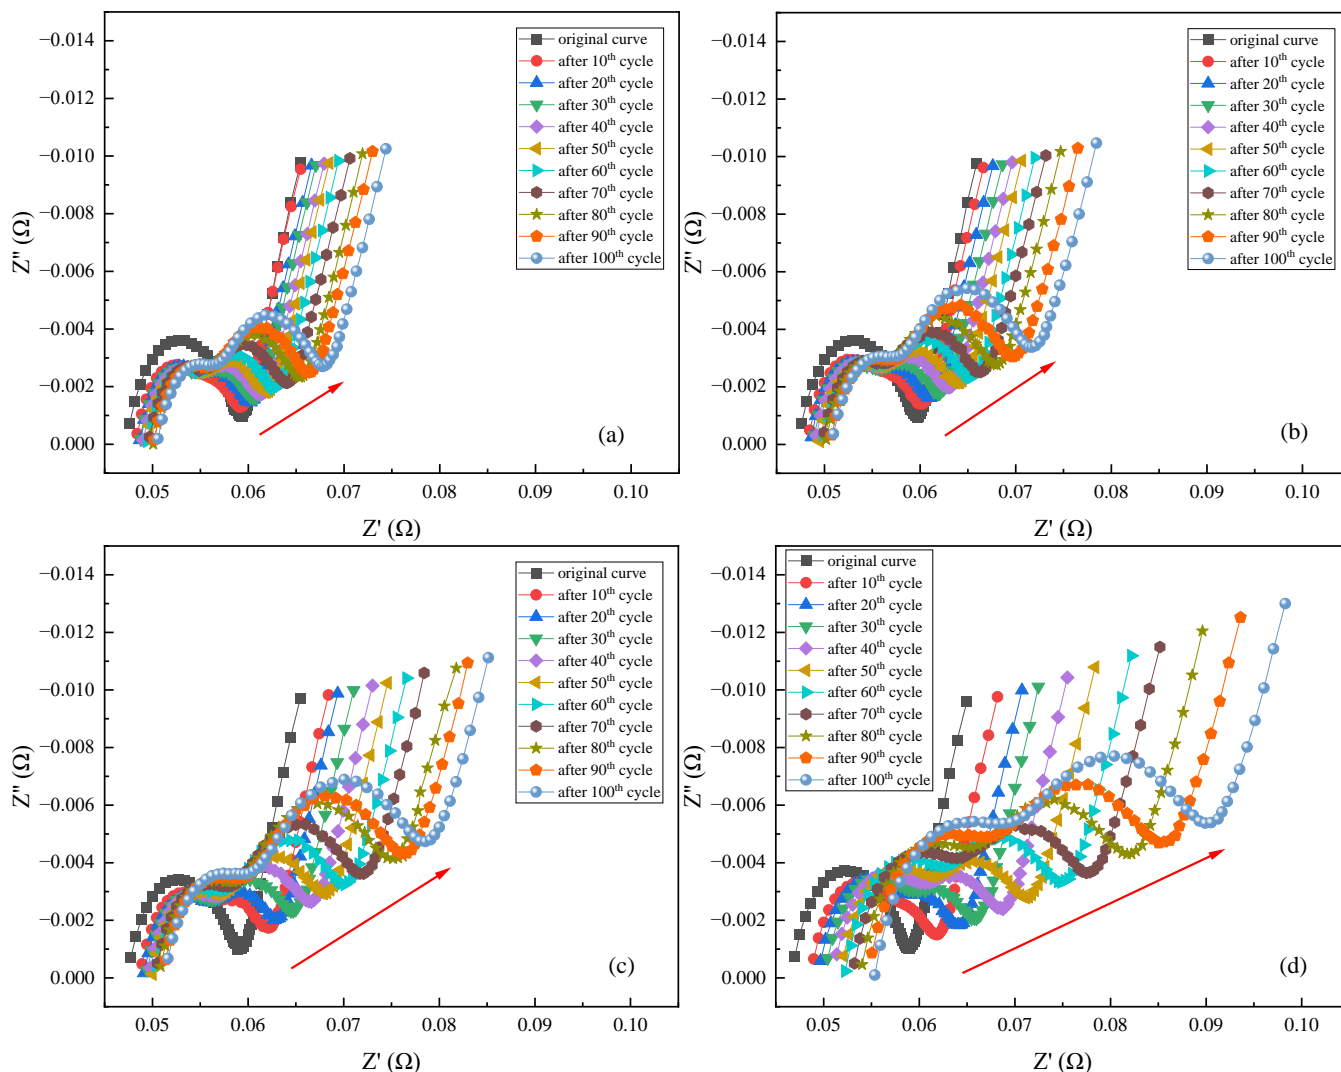 −0.014
−0.012
−0.010
−0.008
−0.006
−0.004
−0.002
0.000
Z'' (Ω)
original curve
after 10th cycle
after 20th cycle
after 30th cycle
after 40th cycle
after 50th cycle
after 60th cycle
after 70th cycle
after 80th cycle
after 90th cycle
after 100th cycle
(a)
0.05 0.06 0.07 0.08 0.09 0.10
Z' (Ω)
−0.014
−0.012
−0.010
−0.008
−0.006
−0.004
−0.002
0.000
Z'' (Ω)
original curve
after 10th cycle
after 20th cycle
after 30th cycle
after 40th cycle
after 50th cycle
after 60th cycle
after 70th cycle
after 80th cycle
after 90th cycle
after 100th cycle
(b)
0.05 0.06 0.07 0.08 0.09 0.10
Z' (Ω)
−0.014
−0.012
−0.010
−0.008
−0.006
−0.004
−0.002
0.000
Z'' (Ω)
original curve
after 10th cycle
after 20th cycle
after 30th cycle
after 40th cycle
after 50th cycle
after 60th cycle
after 70th cycle
after 80th cycle
after 90th cycle
after 100th cycle
(c)
0.05 0.06 0.07 0.08 0.09 0.10
Z' (Ω)
−0.014
−0.012
−0.010
−0.008
−0.006
−0.004
−0.002
0.000
Z'' (Ω)
original curve
after 10th cycle
after 20th cycle
after 30th cycle
after 40th cycle
after 50th cycle
after 60th cycle
after 70th cycle
after 80th cycle
after 90th cycle
after 100th cycle
(d)
0.05 0.06 0.07 0.08 0.09 0.10
Z' (Ω)